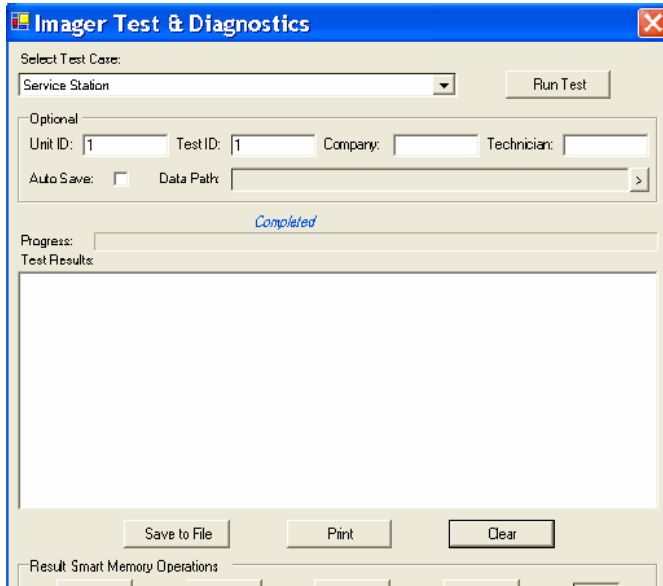 Imager Test & Diagnostics
Select Test Case:
Service Station
Run Test
Optional
Unit ID: 1 Test ID: 1 Company: Technician:
Auto Save: Data Path: >
Completed
Progress:
Test Results:
Save to File Print Clear
Result Smart Memory Operations